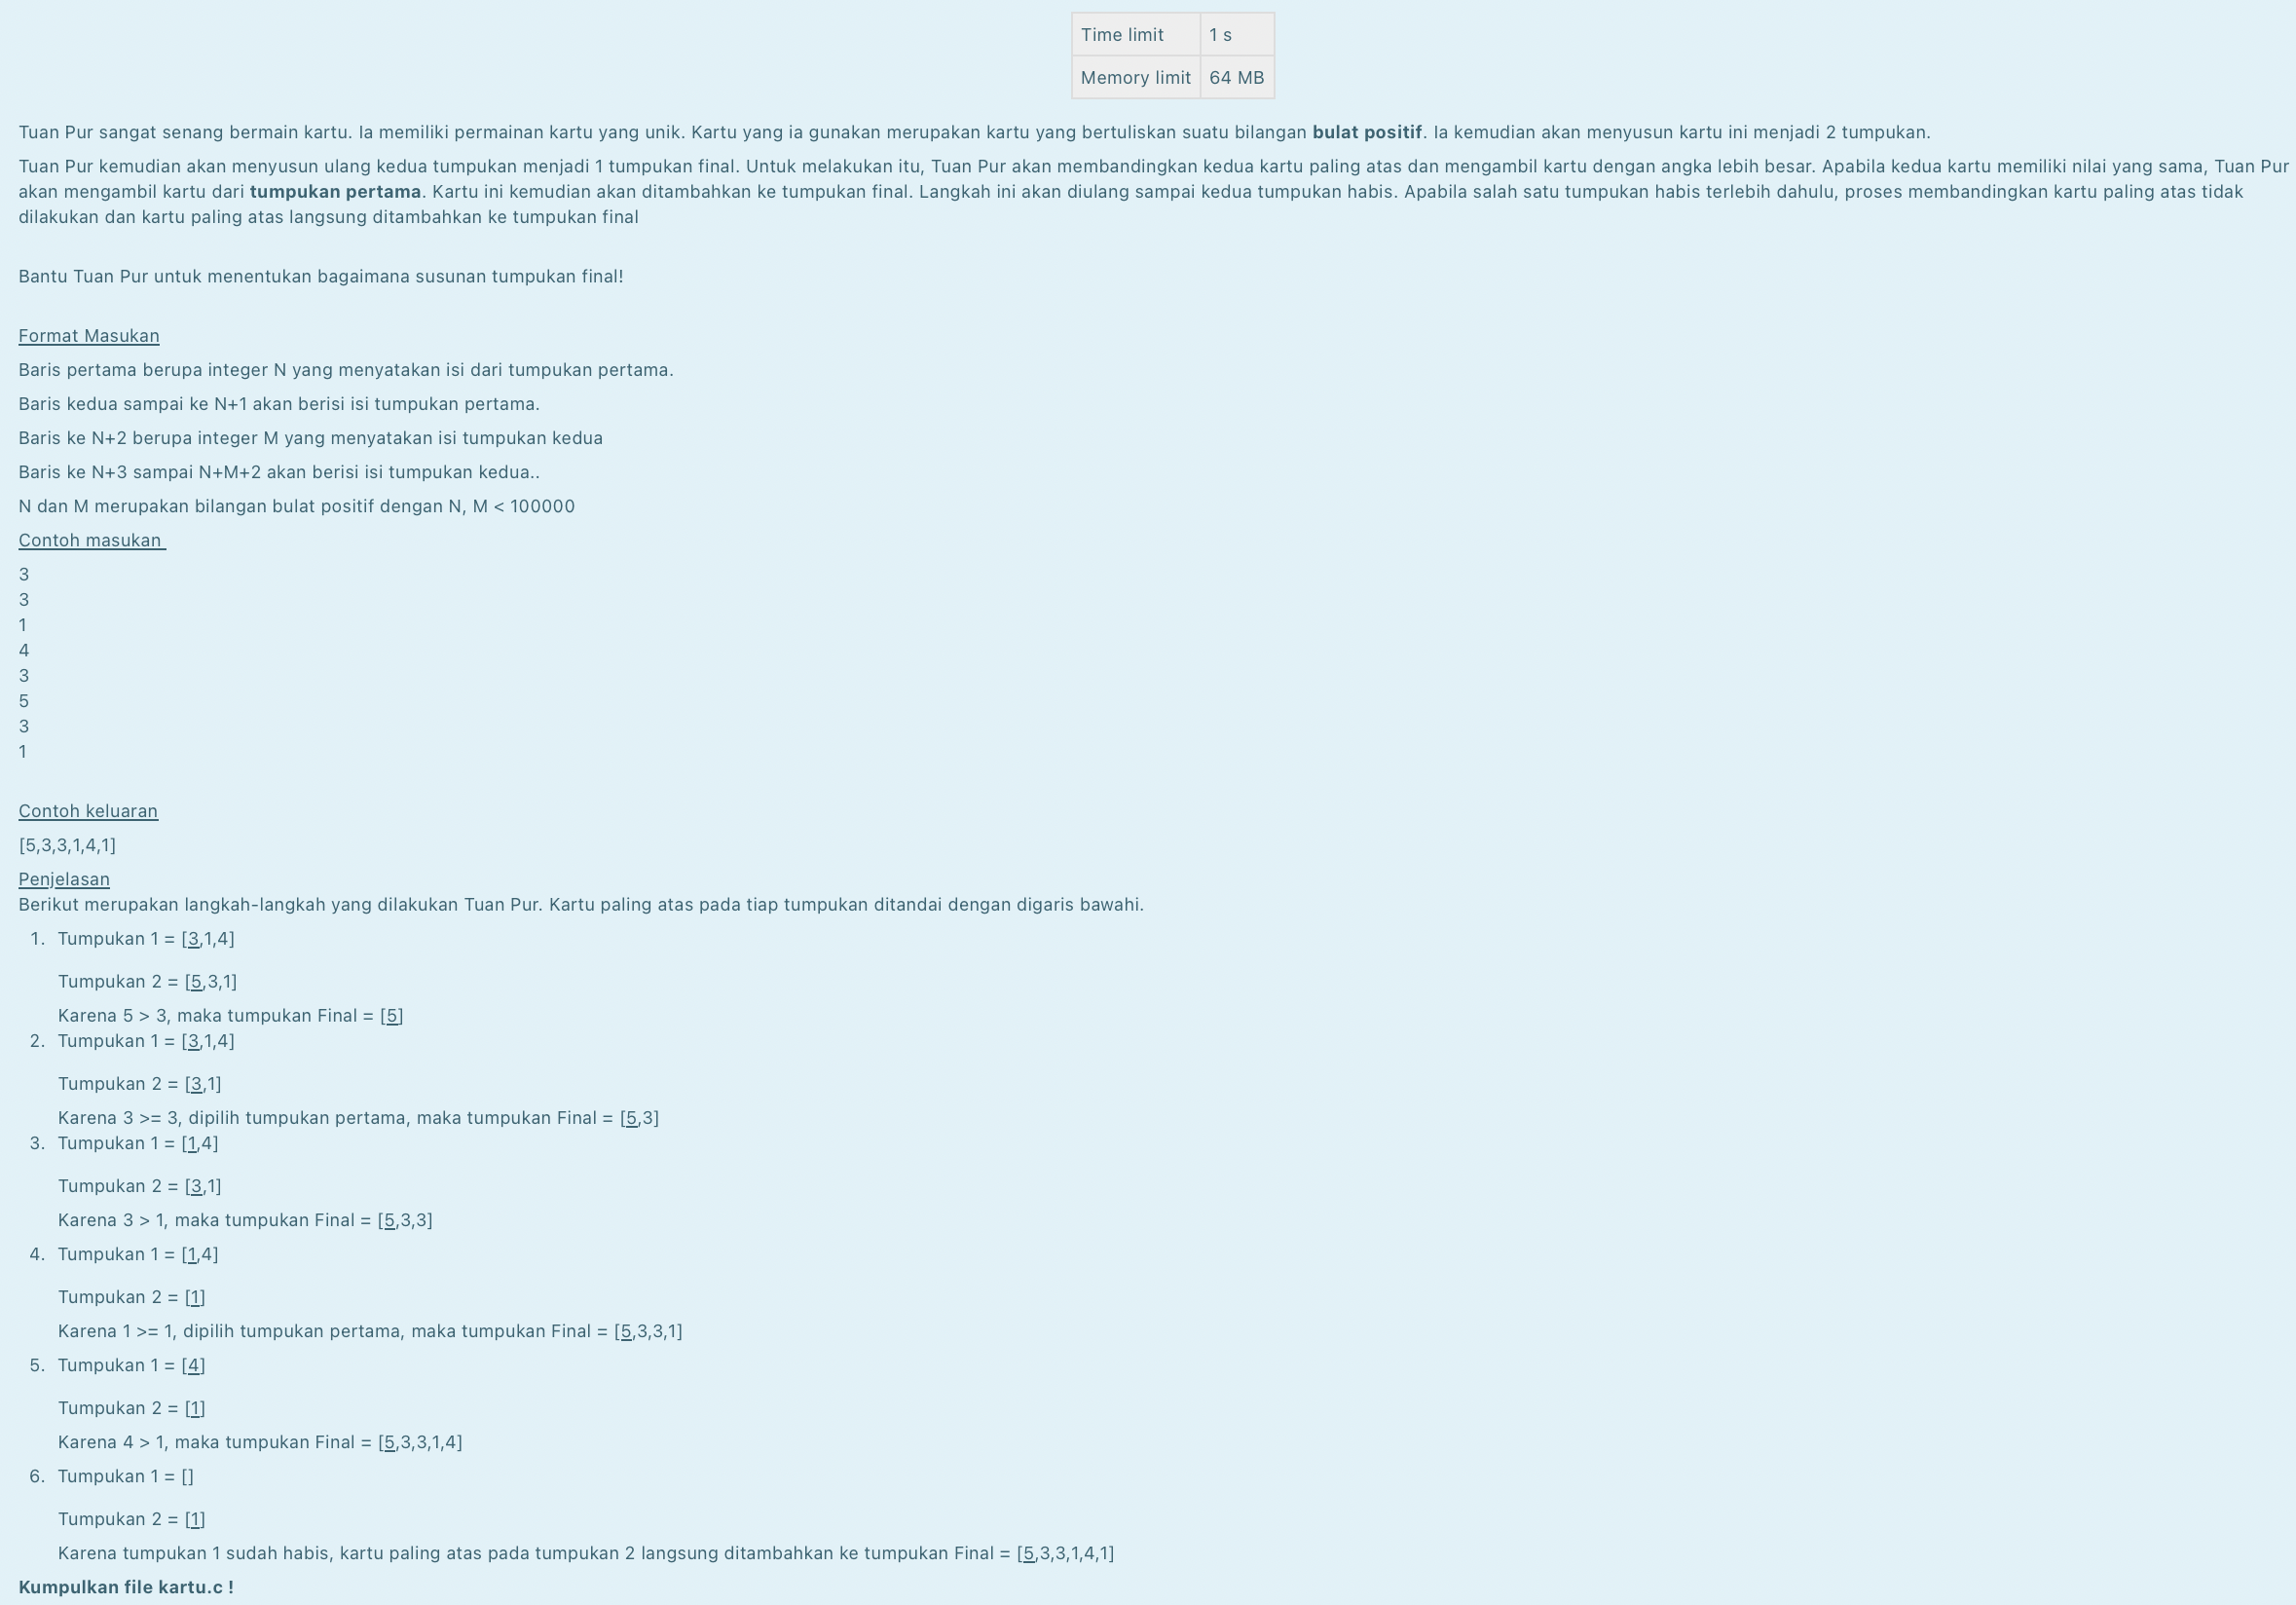 Time limit 1 s
Memory limit 64 MB
Tuan Pur sangat senang bermain kartu. Ia memiliki permainan kartu yang unik. Kartu yang ia gunakan merupakan kartu yang bertuliskan suatu bilangan bulat positif. Ia kemudian akan menyusun kartu ini menjadi 2 tumpukan.
Tuan Pur kemudian akan menyusun ulang kedua tumpukan menjadi 1 tumpukan final. Untuk melakukan itu, Tuan Pur akan membandingkan kedua kartu paling atas dan mengambil kartu dengan angka lebih besar. Apabila kedua kartu memiliki nilai yang sama, Tuan Pur
akan mengambil kartu dari tumpukan pertama. Kartu ini kemudian akan ditambahkan ke tumpukan final. Langkah ini akan diulang sampai kedua tumpukan habis. Apabila salah satu tumpukan habis terlebih dahulu, proses membandingkan kartu paling atas tidak
dilakukan dan kartu paling atas langsung ditambahkan ke tumpukan final
Bantu Tuan Pur untuk menentukan bagaimana susunan tumpukan final!
Format Masukan
Baris pertama berupa integer N yang menyatakan isi dari tumpukan pertama.
Baris kedua sampai ke N+1 akan berisi isi tumpukan pertama.
Baris ke N+2 berupa integer M yang menyatakan isi tumpukan kedua
Baris ke N+3 sampai N+M+2 akan berisi isi tumpukan kedua..
N dan M merupakan bilangan bulat positif dengan N, M < 100000
Contoh masukan
3
3
1
4
3
5
3
1
Contoh keluaran
[5,3,3,1,4,1]
Penjelasan
Berikut merupakan langkah-langkah yang dilakukan Tuan Pur. Kartu paling atas pada tiap tumpukan ditandai dengan digaris bawahi.
1. Tumpukan 1 = [3,1,4]
Tumpukan 2 = [5,3,1]
Karena 5 > 3, maka tumpukan Final = [5]
2. Tumpukan 1 = [3,1,4]
Tumpukan 2 = [3,1]
Karena 3 >= 3, dipilih tumpukan pertama, maka tumpukan Final = [5,3]
3. Tumpukan 1 = [1,4]
Tumpukan 2 = [3,1]
Karena 3 > 1, maka tumpukan Final = [5,3,3]
4. Tumpukan 1 = [1,4]
Tumpukan 2 = [1]
Karena 1 >= 1, dipilih tumpukan pertama, maka tumpukan Final = [5,3,3,1]
5. Tumpukan 1 = [4]
Tumpukan 2 = [1]
Karena 4 > 1, maka tumpukan Final = [5,3,3,1,4]
6. Tumpukan 1 = []
Tumpukan 2 = [1]
Karena tumpukan 1 sudah habis, kartu paling atas pada tumpukan 2 langsung ditambahkan ke tumpukan Final = [5,3,3,1,4,1]
Kumpulkan file kartu.c !